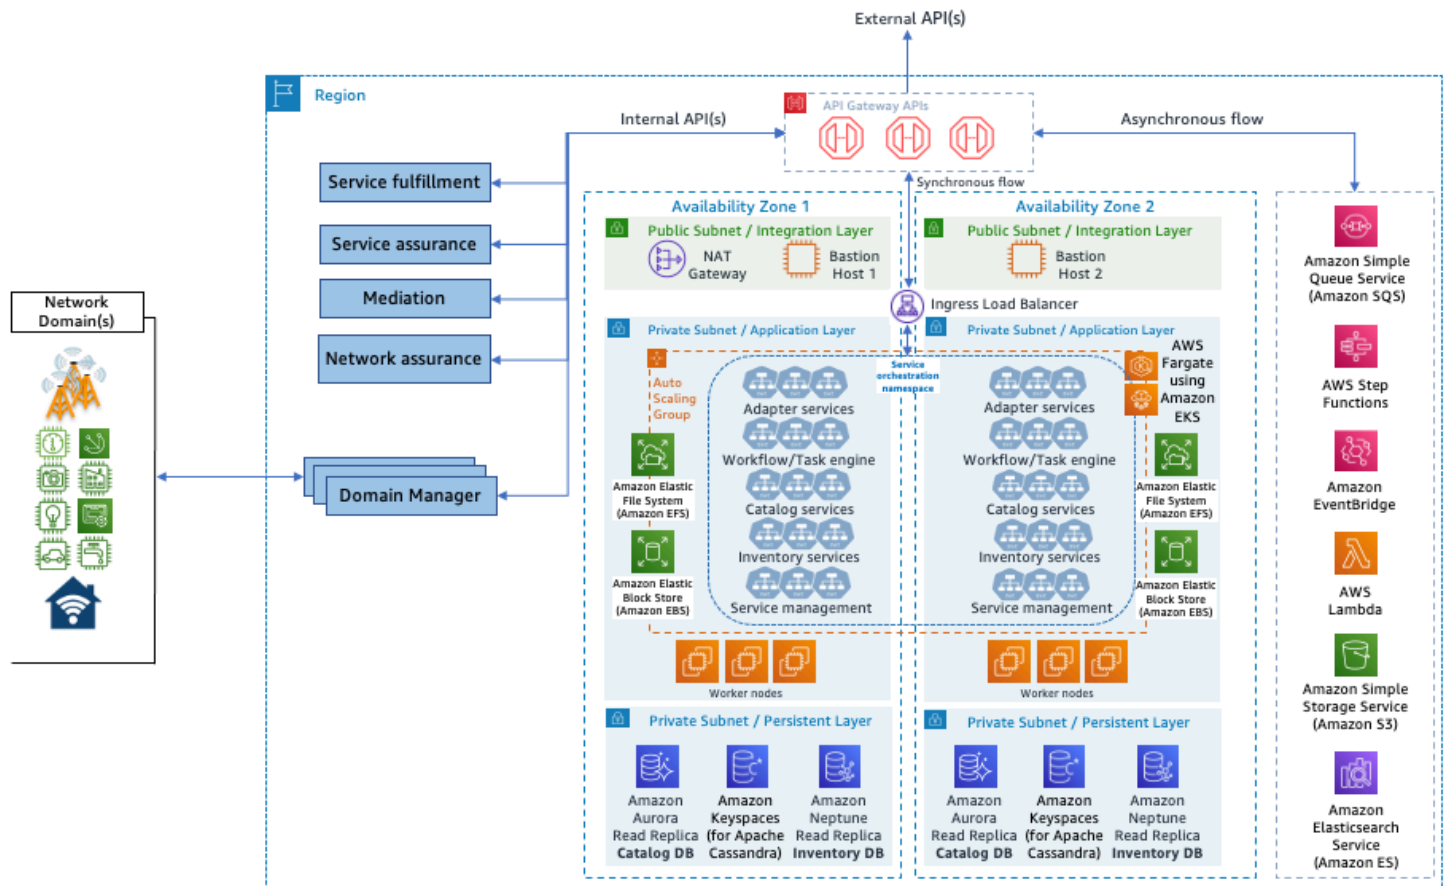 External API(s)
Region
API Gateway APIs
Internal API(s)
Asynchronous flow
Synchronous flow
Service fulfillment
Service assurance
Mediation
Network assurance
Domain Manager
Network
Domain(s)
Availability Zone 1
Public Subnet / Integration Layer
NAT
Gateway
Bastion
Host 1
Availability Zone 2
Public Subnet / Integration Layer
Bastion
Host 2
Ingress Load Balancer
Private Subnet / Application Layer
Private Subnet / Application Layer
Service
orchestration
namespace
Auto
Scaling
Group
AWS
Fargate
using
Amazon
EKS
Adapter services
Workflow/Task engine
Catalog services
Inventory services
Service management
Adapter services
Workflow/Task engine
Catalog services
Inventory services
Service management
Amazon Elastic
File System
(Amazon EFS)
Amazon Elastic
Block Store
(Amazon EBS)
Amazon Elastic
File System
(Amazon EFS)
Amazon Elastic
Block Store
(Amazon EBS)
Worker nodes
Worker nodes
Private Subnet / Persistent Layer
Amazon
Aurora
Read Replica
Catalog DB
Amazon
Keyspaces
(for Apache
Cassandra)
Amazon
Neptune
Read Replica
Inventory DB
Private Subnet / Persistent Layer
Amazon
Aurora
Read Replica
Catalog DB
Amazon
Keyspaces
(for Apache
Cassandra)
Amazon
Neptune
Read Replica
Inventory DB
Amazon Simple
Queue Service
(Amazon SQS)
AWS Step
Functions
Amazon
EventBridge
AWS
Lambda
Amazon Simple
Storage Service
(Amazon S3)
Amazon
Elasticsearch
Service
(Amazon ES)